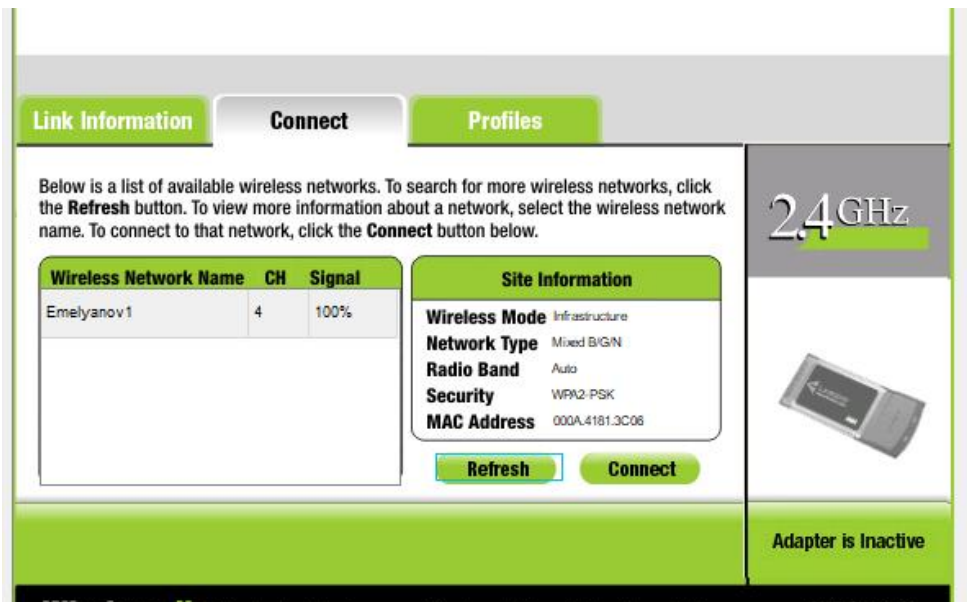 Link Information
Connect
Profiles
Below is a list of available wireless networks. To search for more wireless networks, click
the Refresh button. To view more information about a network, select the wireless network
name. To connect to that network, click the Connect button below.
2.4GHz
Wireless Network Name CH Signal
Emelyanov1 4 100%
Site Information
Wireless Mode Infrastructure
Network Type Mixed B/G/N
Radio Band Auto
Security WPA2-PSK
MAC Address 000A.4181.3C06
Refresh
Connect
Adapter is Inactive